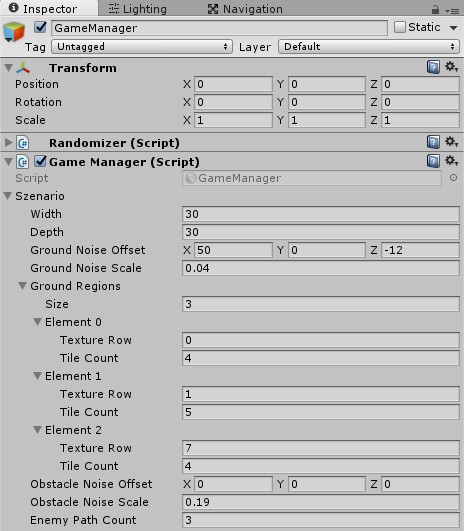 Inspector Lighting Navigation
GameManager Static
Tag Untagged Layer Default
Transform
Position X 0 Y 0 Z 0
Rotation X 0 Y 0 Z 0
Scale X 1 Y 1 Z 1
Randomizer (Script)
Game Manager (Script)
Script GameManager
Szenario
Width 30
Depth 30
Ground Noise Offset X 50 Y 0 Z -12
Ground Noise Scale 0.04
Ground Regions
Size 3
Element 0
Texture Row 0
Tile Count 4
Element 1
Texture Row 1
Tile Count 5
Element 2
Texture Row 7
Tile Count 4
Obstacle Noise Offset X 0 Y 0 Z 0
Obstacle Noise Scale 0.19
Enemy Path Count 3